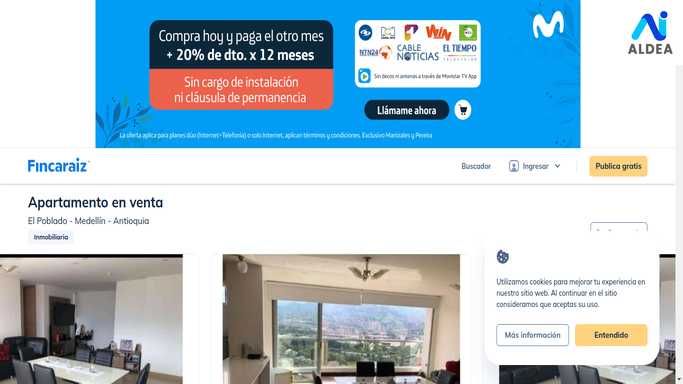 Compra hoy y paga el otro mes
+ 20% de dto. x 12 meses
Sin cargo de instalación
ni cláusula de permanencia
WIN
NTN24
CABLE
NOTICIAS
EL TIEMPO
TELEVISIÓN
Sin decos ni antenas a través de Movistar TV App
Llámame ahora
La oferta aplica para planes dúo (Internet+Telefonía) o solo Internet, aplican términos y condiciones. Exclusivo Manizales y Pereira
ALDEA
Fincaraiz
Buscador
Ingresar
Publica gratis
Apartamento en venta
El Poblado - Medellín - Antioquia
Inmobiliaria
Utilizamos cookies para mejorar tu experiencia en
nuestro sitio web. Al continuar en el sitio
consideramos que aceptas su uso.
Más información
Entendido